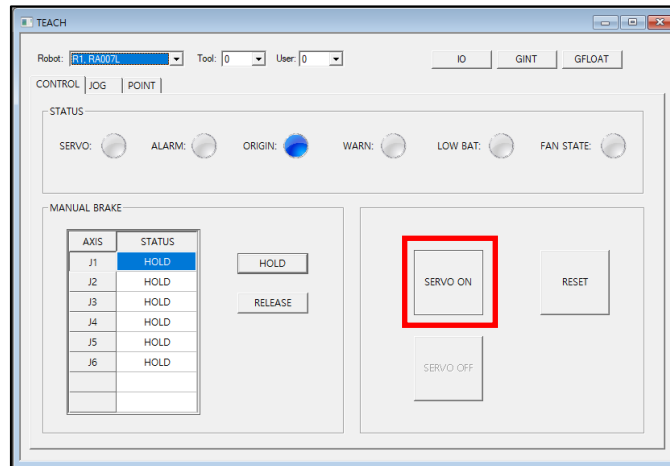 TEACH
Robot: R1. RA007L Tool: 0 User: 0 IO GINT GFLOAT
CONTROL JOG POINT
STATUS
SERVO: ALARM: ORIGIN: WARN: LOW BAT: FAN STATE:
MANUAL BRAKE
AXIS STATUS
J1 HOLD
J2 HOLD
J3 HOLD
J4 HOLD
J5 HOLD
J6 HOLD
HOLD
RELEASE
SERVO ON RESET
SERVO OFF